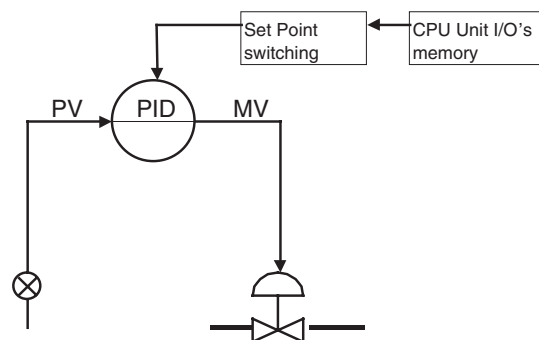 Set Point
switching
CPU Unit I/O's
memory
PV
PID
MV